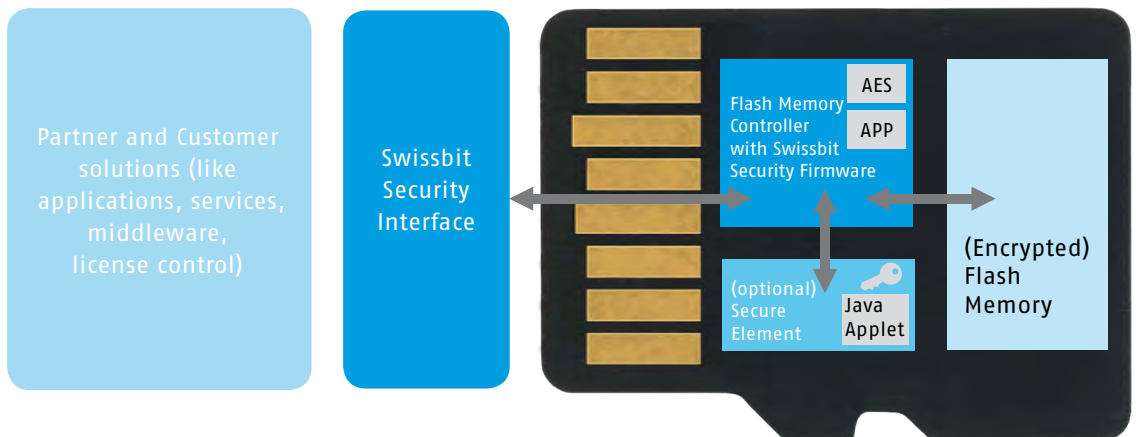 Partner and Customer
solutions (like
applications, services,
middleware,
license control)
Swissbit
Security
Interface
Flash Memory
Controller
with Swissbit
Security Firmware
AES
APP
(optional)
Secure
Element
Java
Applet
(Encrypted)
Flash
Memory